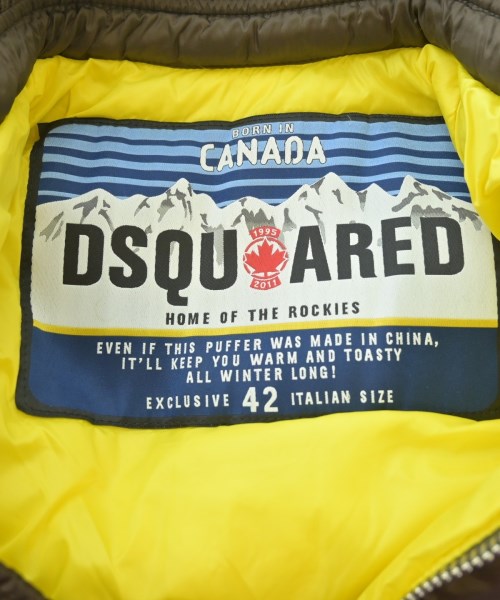 BORN IN
CANADA
1995
DSQU ARED
2011
HOME OF THE ROCKIES
EVEN IF THIS PUFFER WAS MADE IN CHINA,
IT'LL KEEP YOU WARM AND TOASTY
ALL WINTER LONG!
EXCLUSIVE 42 ITALIAN SIZE